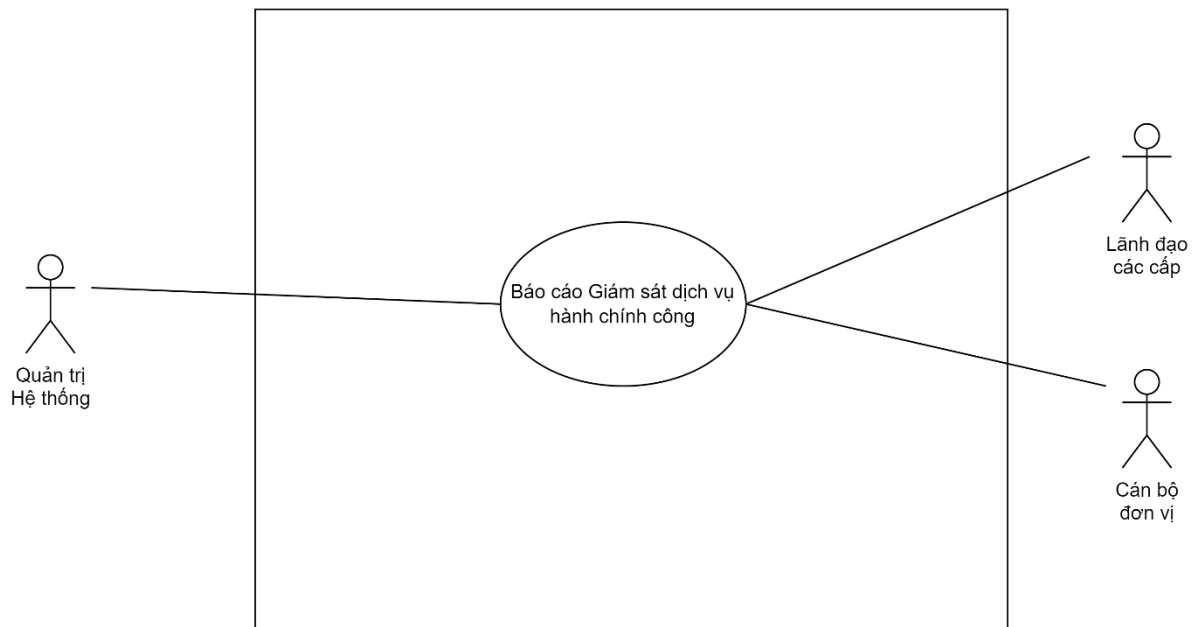 Báo cáo Giám sát dịch vụ
hành chính công
Quản trị
Hệ thống
Lãnh đạo
các cấp
Cán bộ
đơn vị